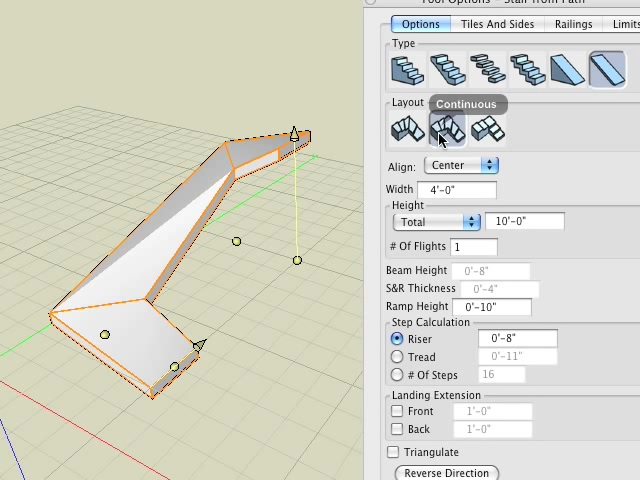 Tool Options - Stair from Path
Options Tiles And Sides Railings Limits
Type
Layout
Continuous
Align: Center
Width 4'-0"
Height
Total 10'-0"
# Of Flights 1
Beam Height 0'-8"
S&R Thickness 0'-4"
Ramp Height 0'-10"
Step Calculation
Riser 0'-8"
Tread 0'-11"
# Of Steps 16
Landing Extension
Front 1'-0"
Back 1'-0"
Triangulate
Reverse Direction